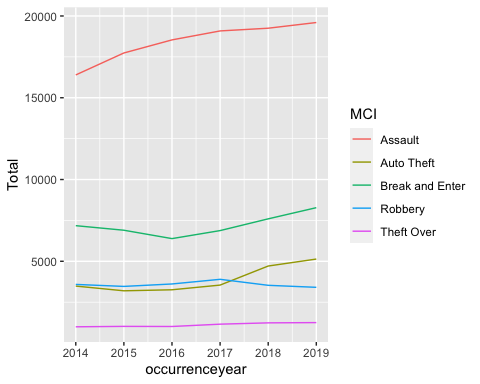 20000
15000
10000
5000
Total
2014 2015 2016 2017 2018 2019
occurrenceyear
MCI
Assault
Auto Theft
Break and Enter
Robbery
Theft Over